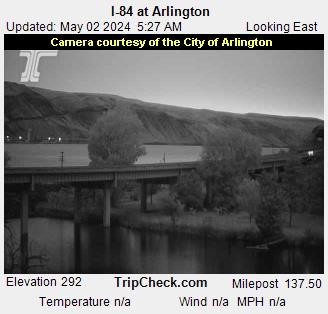 I-84 at Arlington
Updated: May 02 2024 5:27 AM Looking East
Camera courtesy of the City of Arlington
Elevation 292 TripCheck.com Milepost 137.50
Temperature n/a Wind n/a MPH n/a